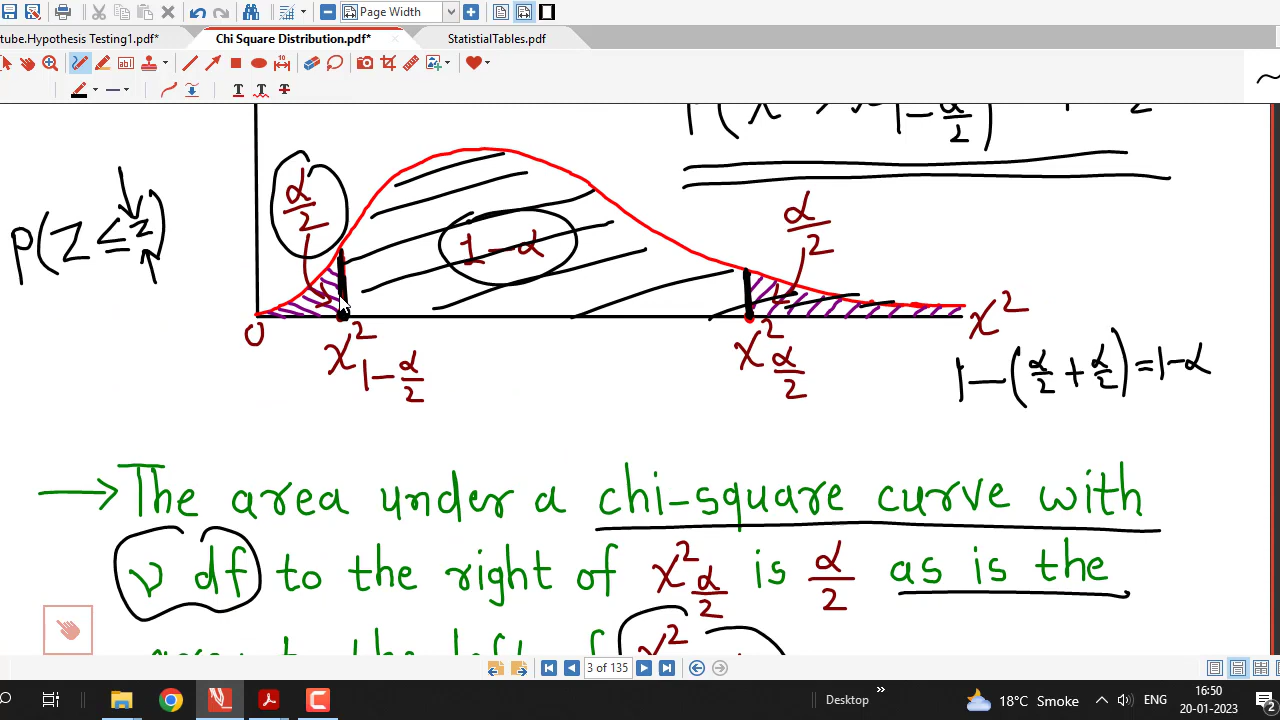 Page Width
tube.Hypothesis Testing1.pdf*
Chi Square Distribution.pdf*
StatistialTables.pdf
α/2
1-α
α/2
P(Z ≤ z)
0
χ²
χ²1-α/2
χ²α/2
1-(α/2+α/2)=1-α
→ The area under a chi-square curve with
ν df to the right of χ²α/2 is α/2 as is the
3 of 135
Desktop
»
18°C Smoke
ENG
16:50
20-01-2023
2